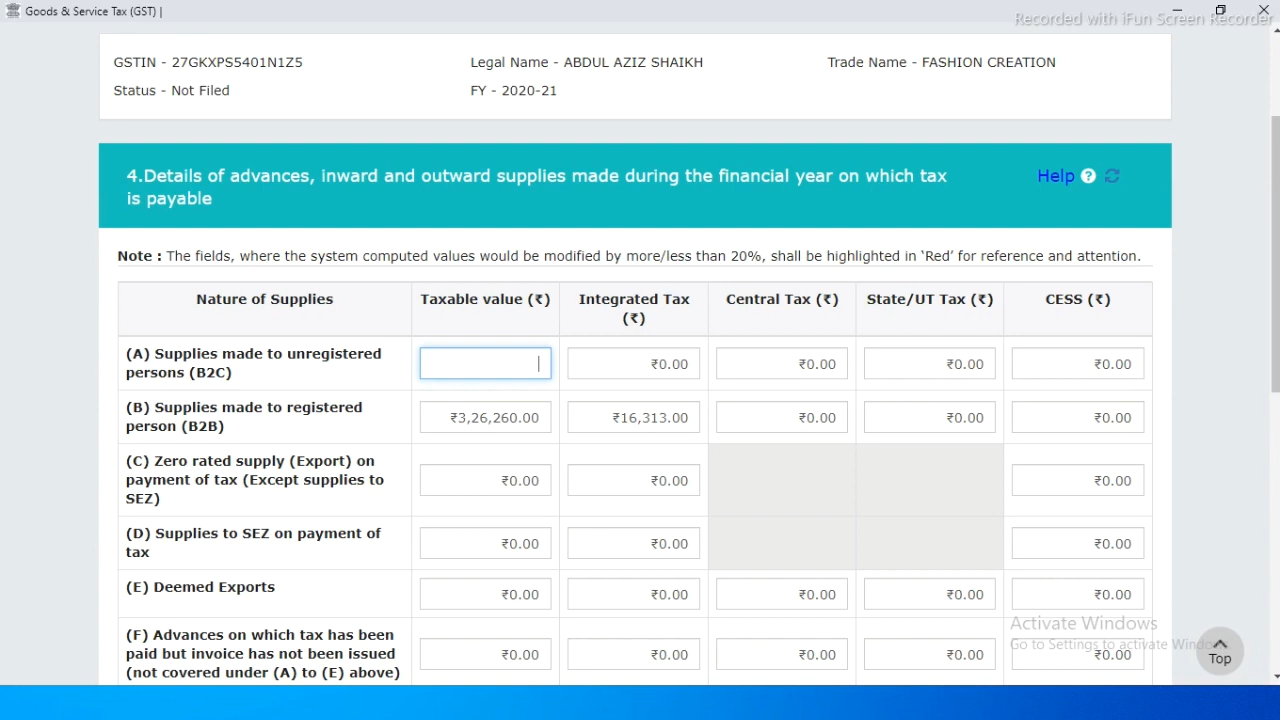 Goods & Service Tax (GST) |
Recorded with iFun Screen Recorder
GSTIN - 27GKXPS5401N1Z5
Legal Name - ABDUL AZIZ SHAIKH
Trade Name - FASHION CREATION
Status - Not Filed
FY - 2020-21
4.Details of advances, inward and outward supplies made during the financial year on which tax
is payable
Help ?
Note : The fields, where the system computed values would be modified by more/less than 20%, shall be highlighted in ‘Red’ for reference and attention.
Nature of Supplies
Taxable value (₹)
Integrated Tax
(₹)
Central Tax (₹)
State/UT Tax (₹)
CESS (₹)
(A) Supplies made to unregistered
persons (B2C)
₹0.00
₹0.00
₹0.00
₹0.00
(B) Supplies made to registered
person (B2B)
₹3,26,260.00
₹16,313.00
₹0.00
₹0.00
₹0.00
(C) Zero rated supply (Export) on
payment of tax (Except supplies to
SEZ)
₹0.00
₹0.00
₹0.00
(D) Supplies to SEZ on payment of
tax
₹0.00
₹0.00
₹0.00
(E) Deemed Exports
₹0.00
₹0.00
₹0.00
₹0.00
₹0.00
(F) Advances on which tax has been
paid but invoice has not been issued
(not covered under (A) to (E) above)
₹0.00
₹0.00
₹0.00
₹0.00
₹0.00
Activate Windows
Go to Settings to activate Windows.
Top